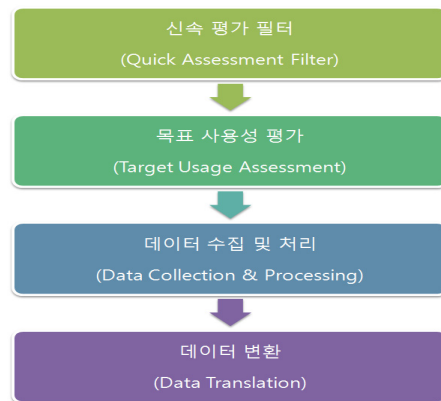 신속 평가 필터
(Quick Assessment Filter)
목표 사용성 평가
(Target Usage Assessment)
데이터 수집 및 처리
(Data Collection & Processing)
데이터 변환
(Data Translation)